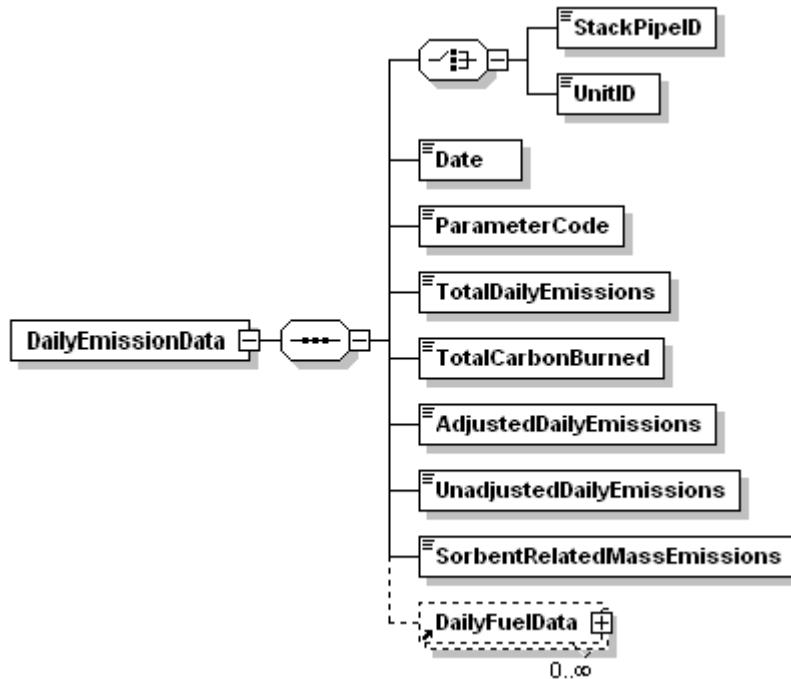 StackPipeID
UnitID
Date
ParameterCode
TotalDailyEmissions
DailyEmissionData
TotalCarbonBurned
AdjustedDailyEmissions
UnadjustedDailyEmissions
SorbentRelatedMassEmissions
DailyFuelData
0..∞